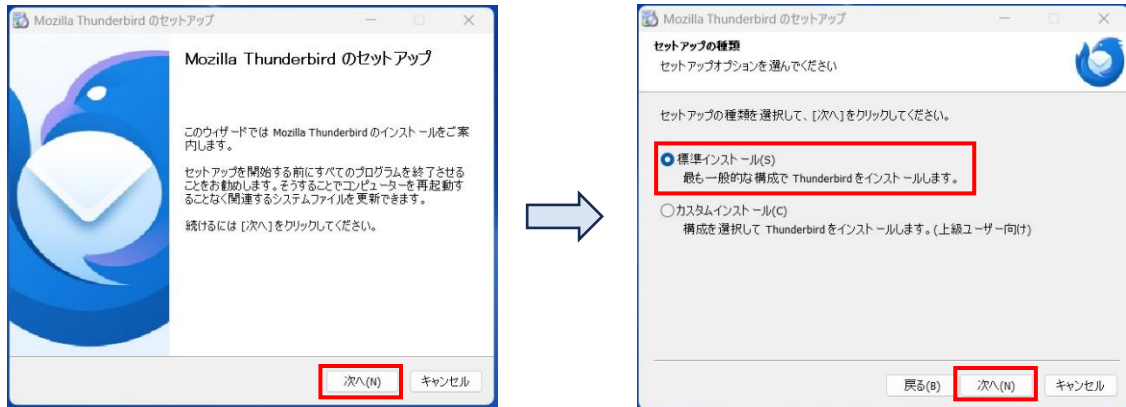 Mozilla Thunderbird のセットアップ
Mozilla Thunderbird のセットアップ
このウィザードでは Mozilla Thunderbird のインストールをご案
内します。
セットアップを開始する前にすべてのプログラムを終了させる
ことをお勧めします。そうすることでコンピューターを再起動す
ることなく関連するシステムファイルを更新できます。
続けるには [次へ] をクリックしてください。
次へ(N)
キャンセル
Mozilla Thunderbird のセットアップ
セットアップの種類
セットアップオプションを選んでください
セットアップの種類を選択して、[次へ] をクリックしてください。
標準インストール(S)
最も一般的な構成で Thunderbird をインストールします。
カスタムインストール(C)
構成を選択して Thunderbird をインストールします。(上級ユーザー向け)
戻る(B)
次へ(N)
キャンセル